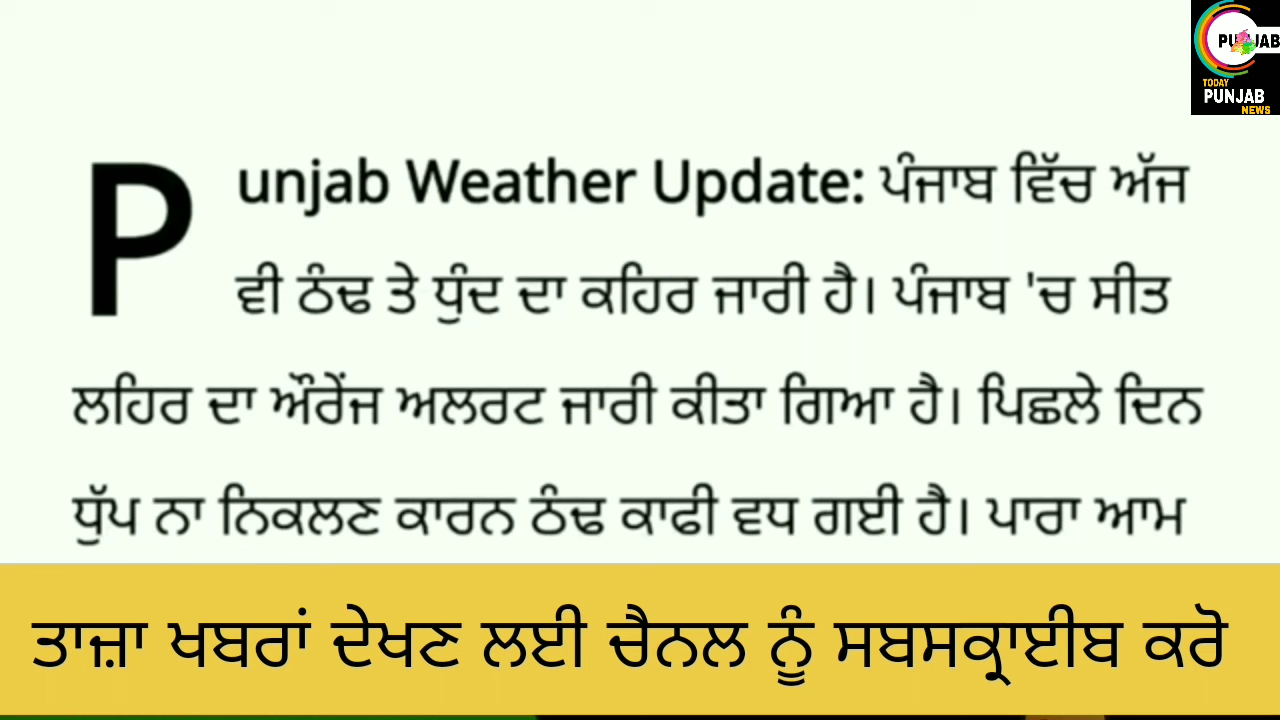 PUNJAB
TODAY
PUNJAB
NEWS
Punjab Weather Update: ਪੰਜਾਬ ਵਿੱਚ ਅੱਜ
ਵੀ ਠੰਢ ਤੇ ਧੁੰਦ ਦਾ ਕਹਿਰ ਜਾਰੀ ਹੈ। ਪੰਜਾਬ 'ਚ ਸੀਤ
ਲਹਿਰ ਦਾ ਔਰੇਂਜ ਅਲਰਟ ਜਾਰੀ ਕੀਤਾ ਗਿਆ ਹੈ। ਪਿਛਲੇ ਦਿਨ
ਧੁੱਪ ਨਾ ਨਿਕਲਣ ਕਾਰਨ ਠੰਢ ਕਾਫੀ ਵਧ ਗਈ ਹੈ। ਪਾਰਾ ਆਮ
ਤਾਜ਼ਾ ਖਬਰਾਂ ਦੇਖਣ ਲਈ ਚੈਨਲ ਨੂੰ ਸਬਸਕ੍ਰਾਈਬ ਕਰੋ